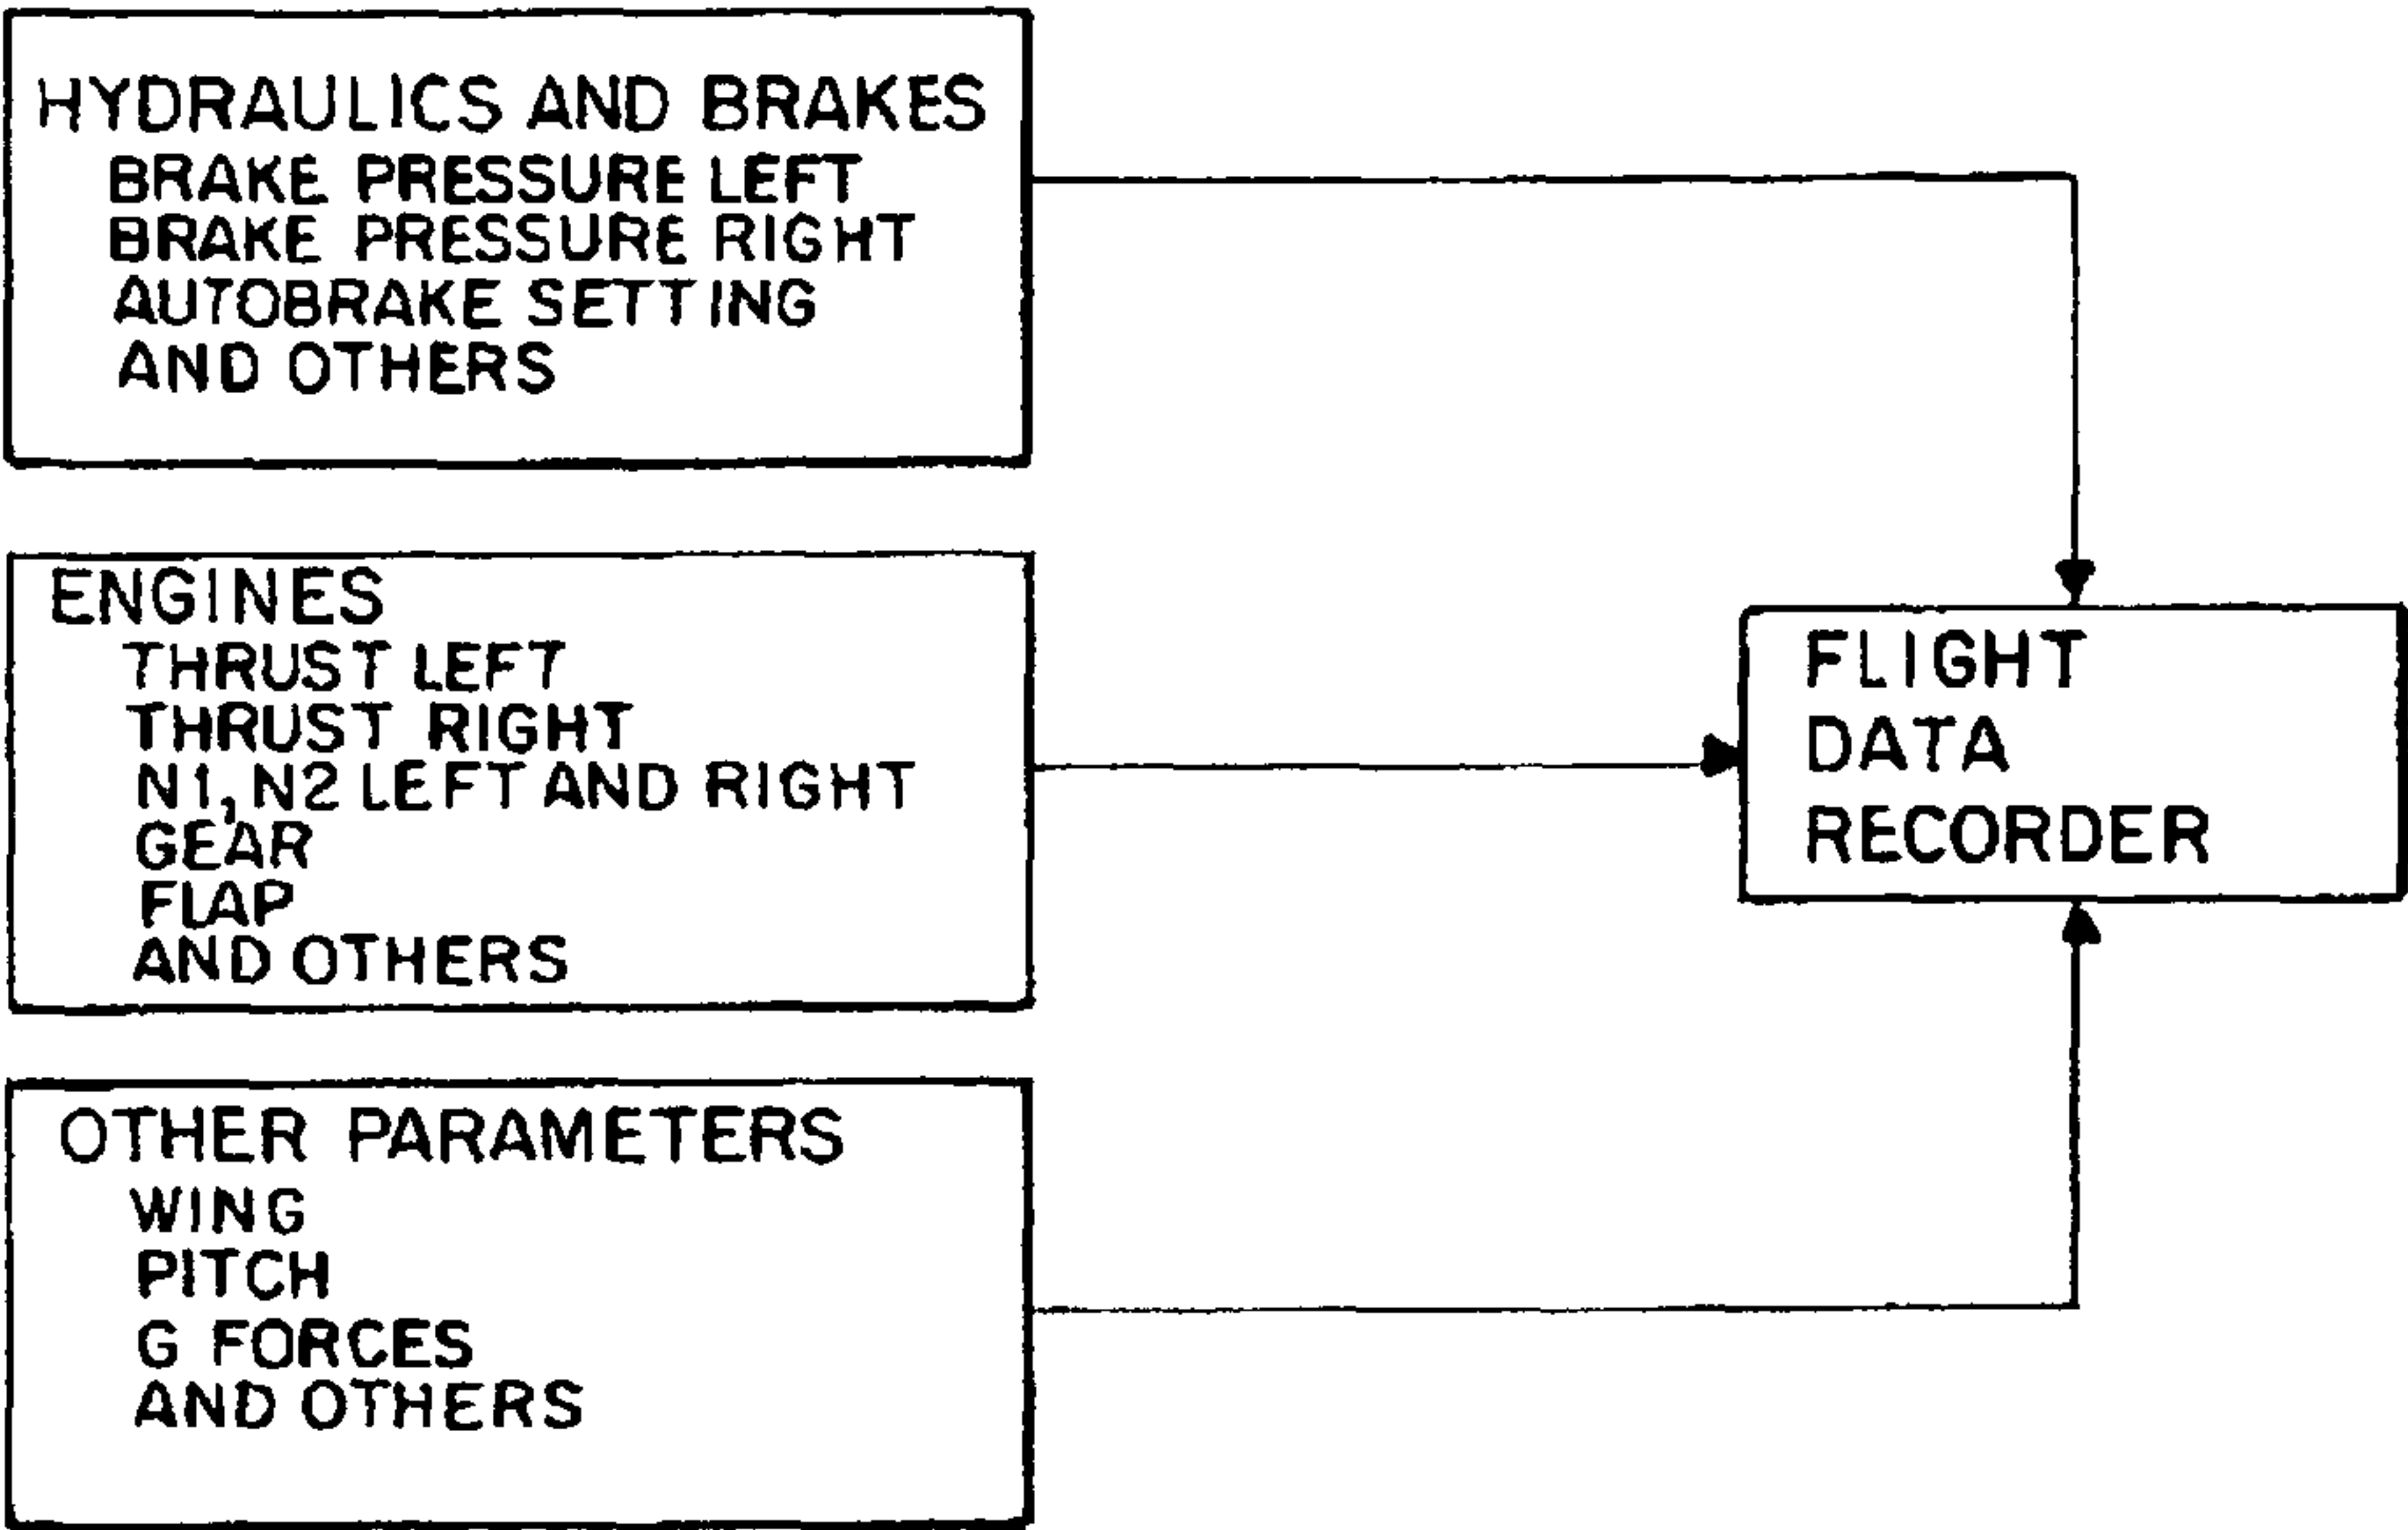 HYDRAULICS AND BRAKES
BRAKE PRESSURE LEFT
BRAKE PRESSURE RIGHT
AUTOBRAKE SETTING
AND OTHERS
ENGINES
THRUST LEFT
THRUST RIGHT
N1, N2 LEFT AND RIGHT
GEAR
FLAP
AND OTHERS
OTHER PARAMETERS
WING
PITCH
G FORCES
AND OTHERS
FLIGHT
DATA
RECORDER